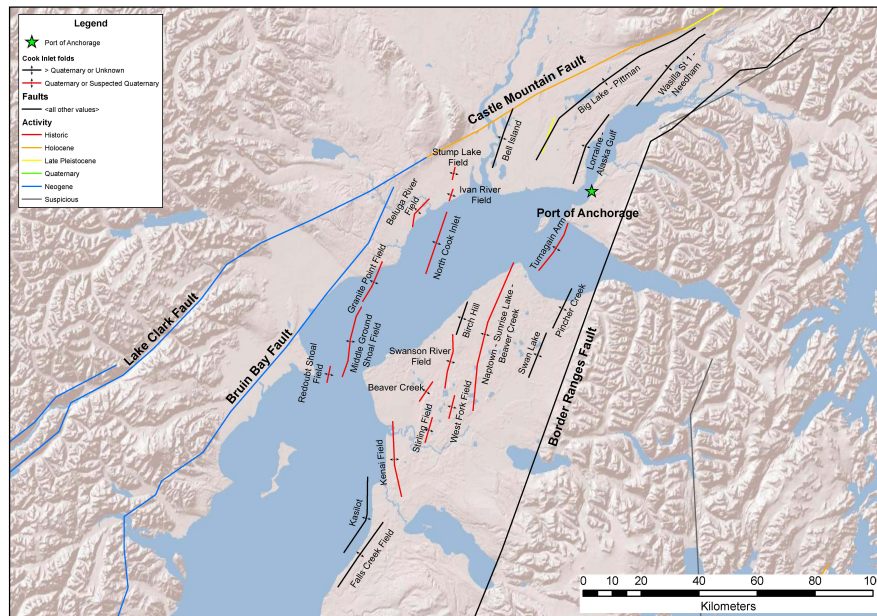 Legend
Port of Anchorage
Cook Inlet folds
> Quaternary or Unknown
Quaternary or Suspected Quaternary
Faults
<all other values>
Activity
Historic
Holocene
Late Pleistocene
Quaternary
Neogene
Suspicious
Castle Mountain Fault
Big Lake - Pittman
Wasilla St 1 -
Needham
Bell Island
Lorraine -
Alaska Gulf
Stump Lake
Field
Ivan River
Field
Beluga River
Field
Port of Anchorage
North Cook Inlet
Turnagain Arm
Granite Point Field
Lake Clark Fault
Bruin Bay Fault
Middle Ground
Shoal Field
Redoubt Shoal
Field
Birch Hill
Naptown - Sunrise Lake -
Beaver Creek
Pincher Creek
Swan Lake
Swanson River
Field
Beaver Creek
Stirling Field
West Fork Field
Border Ranges Fault
Kenai Field
Kasilot
Falls Creek Field
0 10 20 40 60 80 100
Kilometers